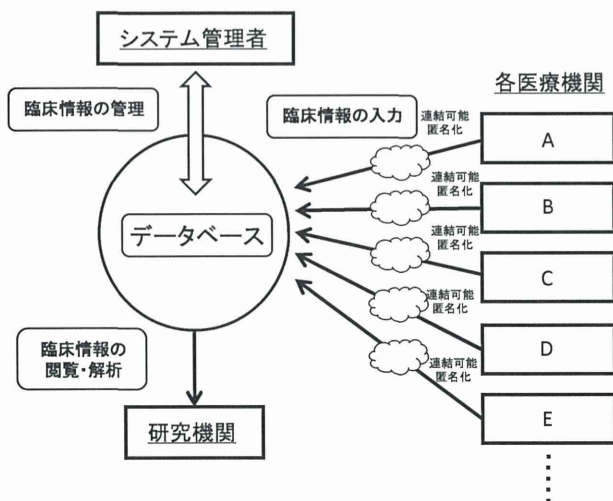 システム管理者
臨床情報の管理
臨床情報の入力
各医療機関
連結可能
匿名化
A
連結可能
匿名化
B
連結可能
匿名化
C
連結可能
匿名化
D
連結可能
匿名化
E
データベース
臨床情報の
閲覧・解析
研究機関